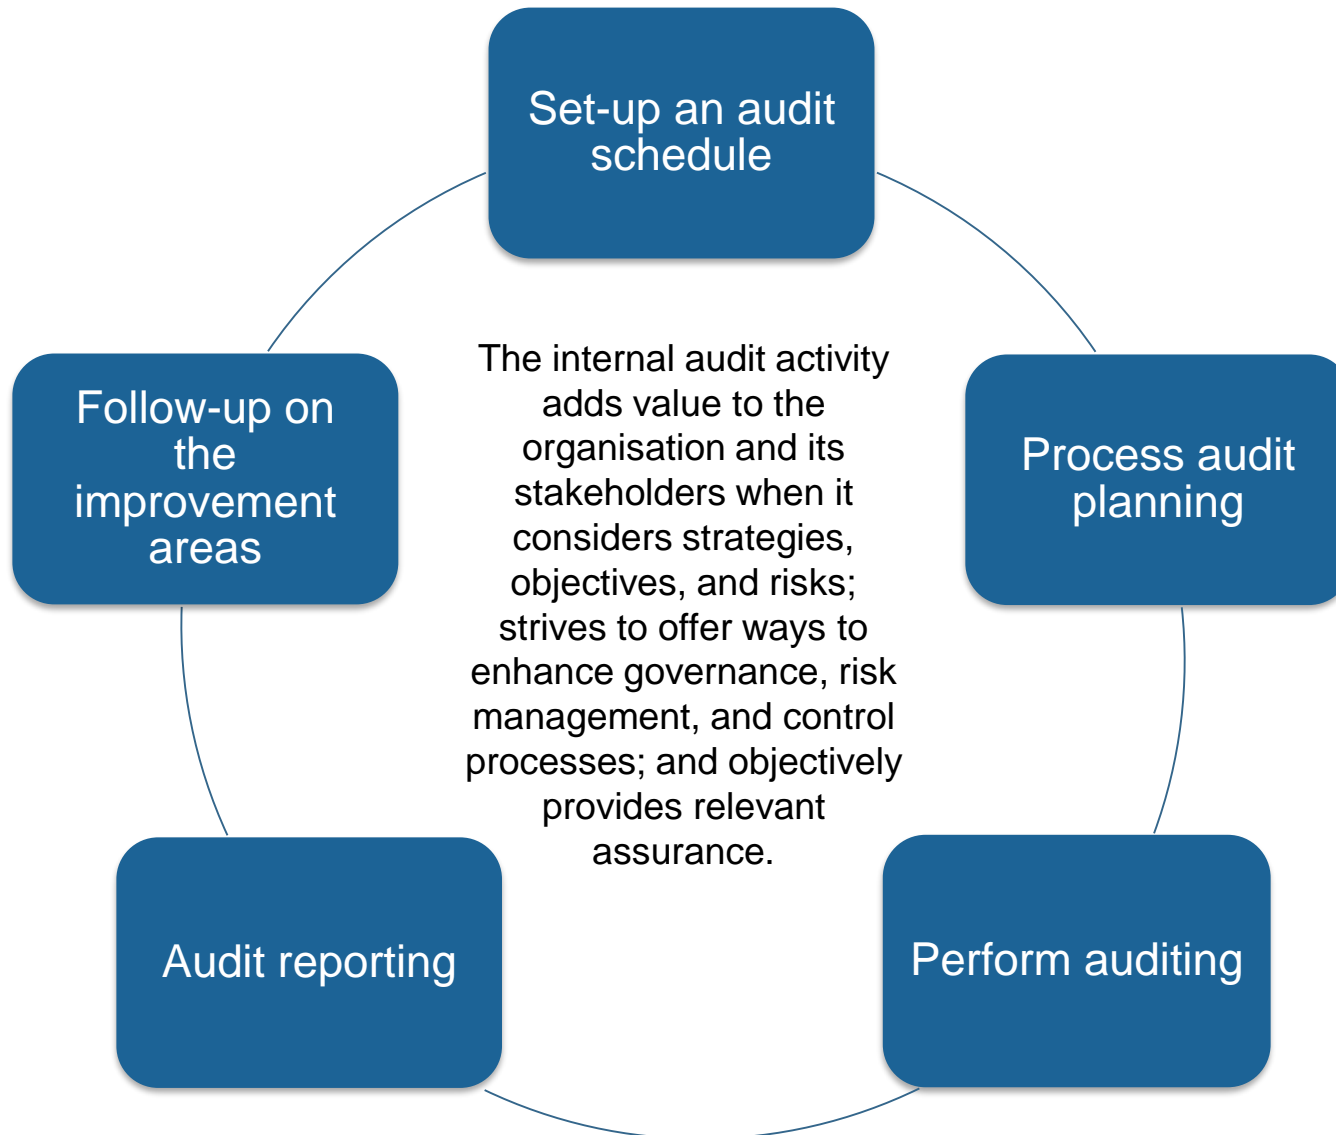 Set-up an audit
schedule
Process audit
planning
Perform auditing
Audit reporting
Follow-up on
the
improvement
areas
The internal audit activity
adds value to the
organisation and its
stakeholders when it
considers strategies,
objectives, and risks;
strives to offer ways to
enhance governance, risk
management, and control
processes; and objectively
provides relevant
assurance.